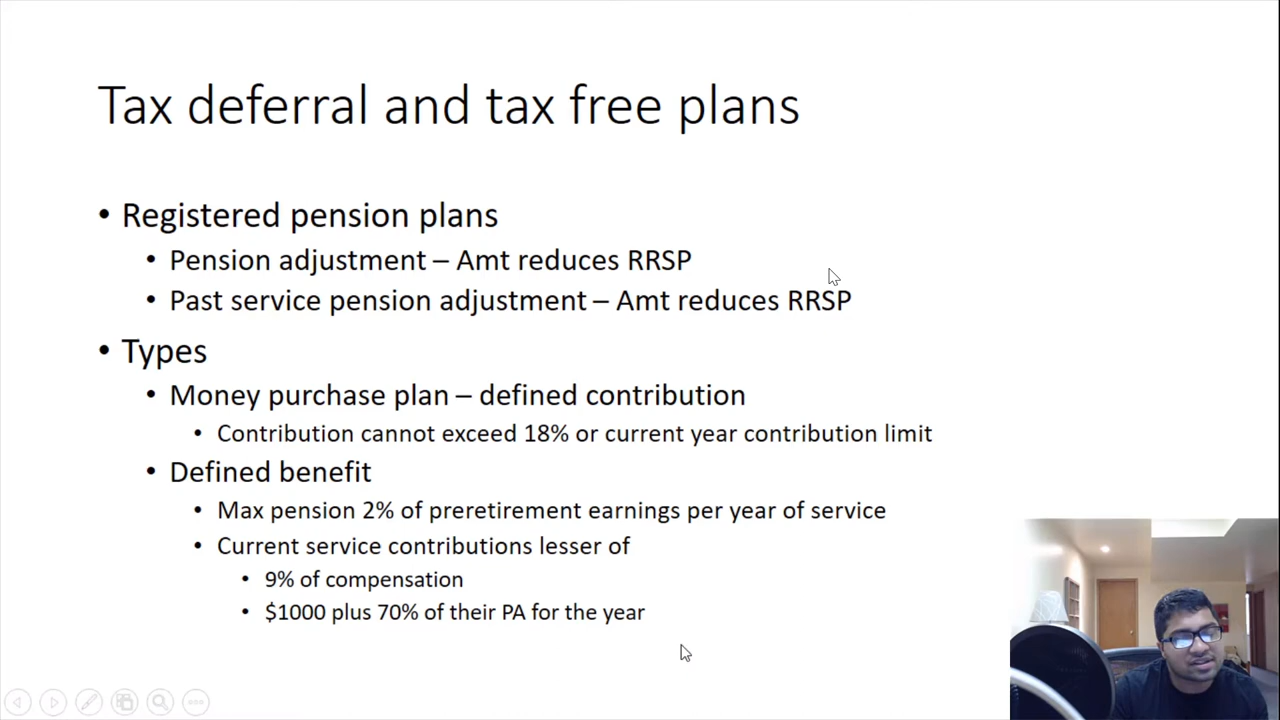 Tax deferral and tax free plans
• Registered pension plans
• Pension adjustment – Amt reduces RRSP
• Past service pension adjustment – Amt reduces RRSP
• Types
• Money purchase plan – defined contribution
• Contribution cannot exceed 18% or current year contribution limit
• Defined benefit
• Max pension 2% of preretirement earnings per year of service
• Current service contributions lesser of
• 9% of compensation
• $1000 plus 70% of their PA for the year